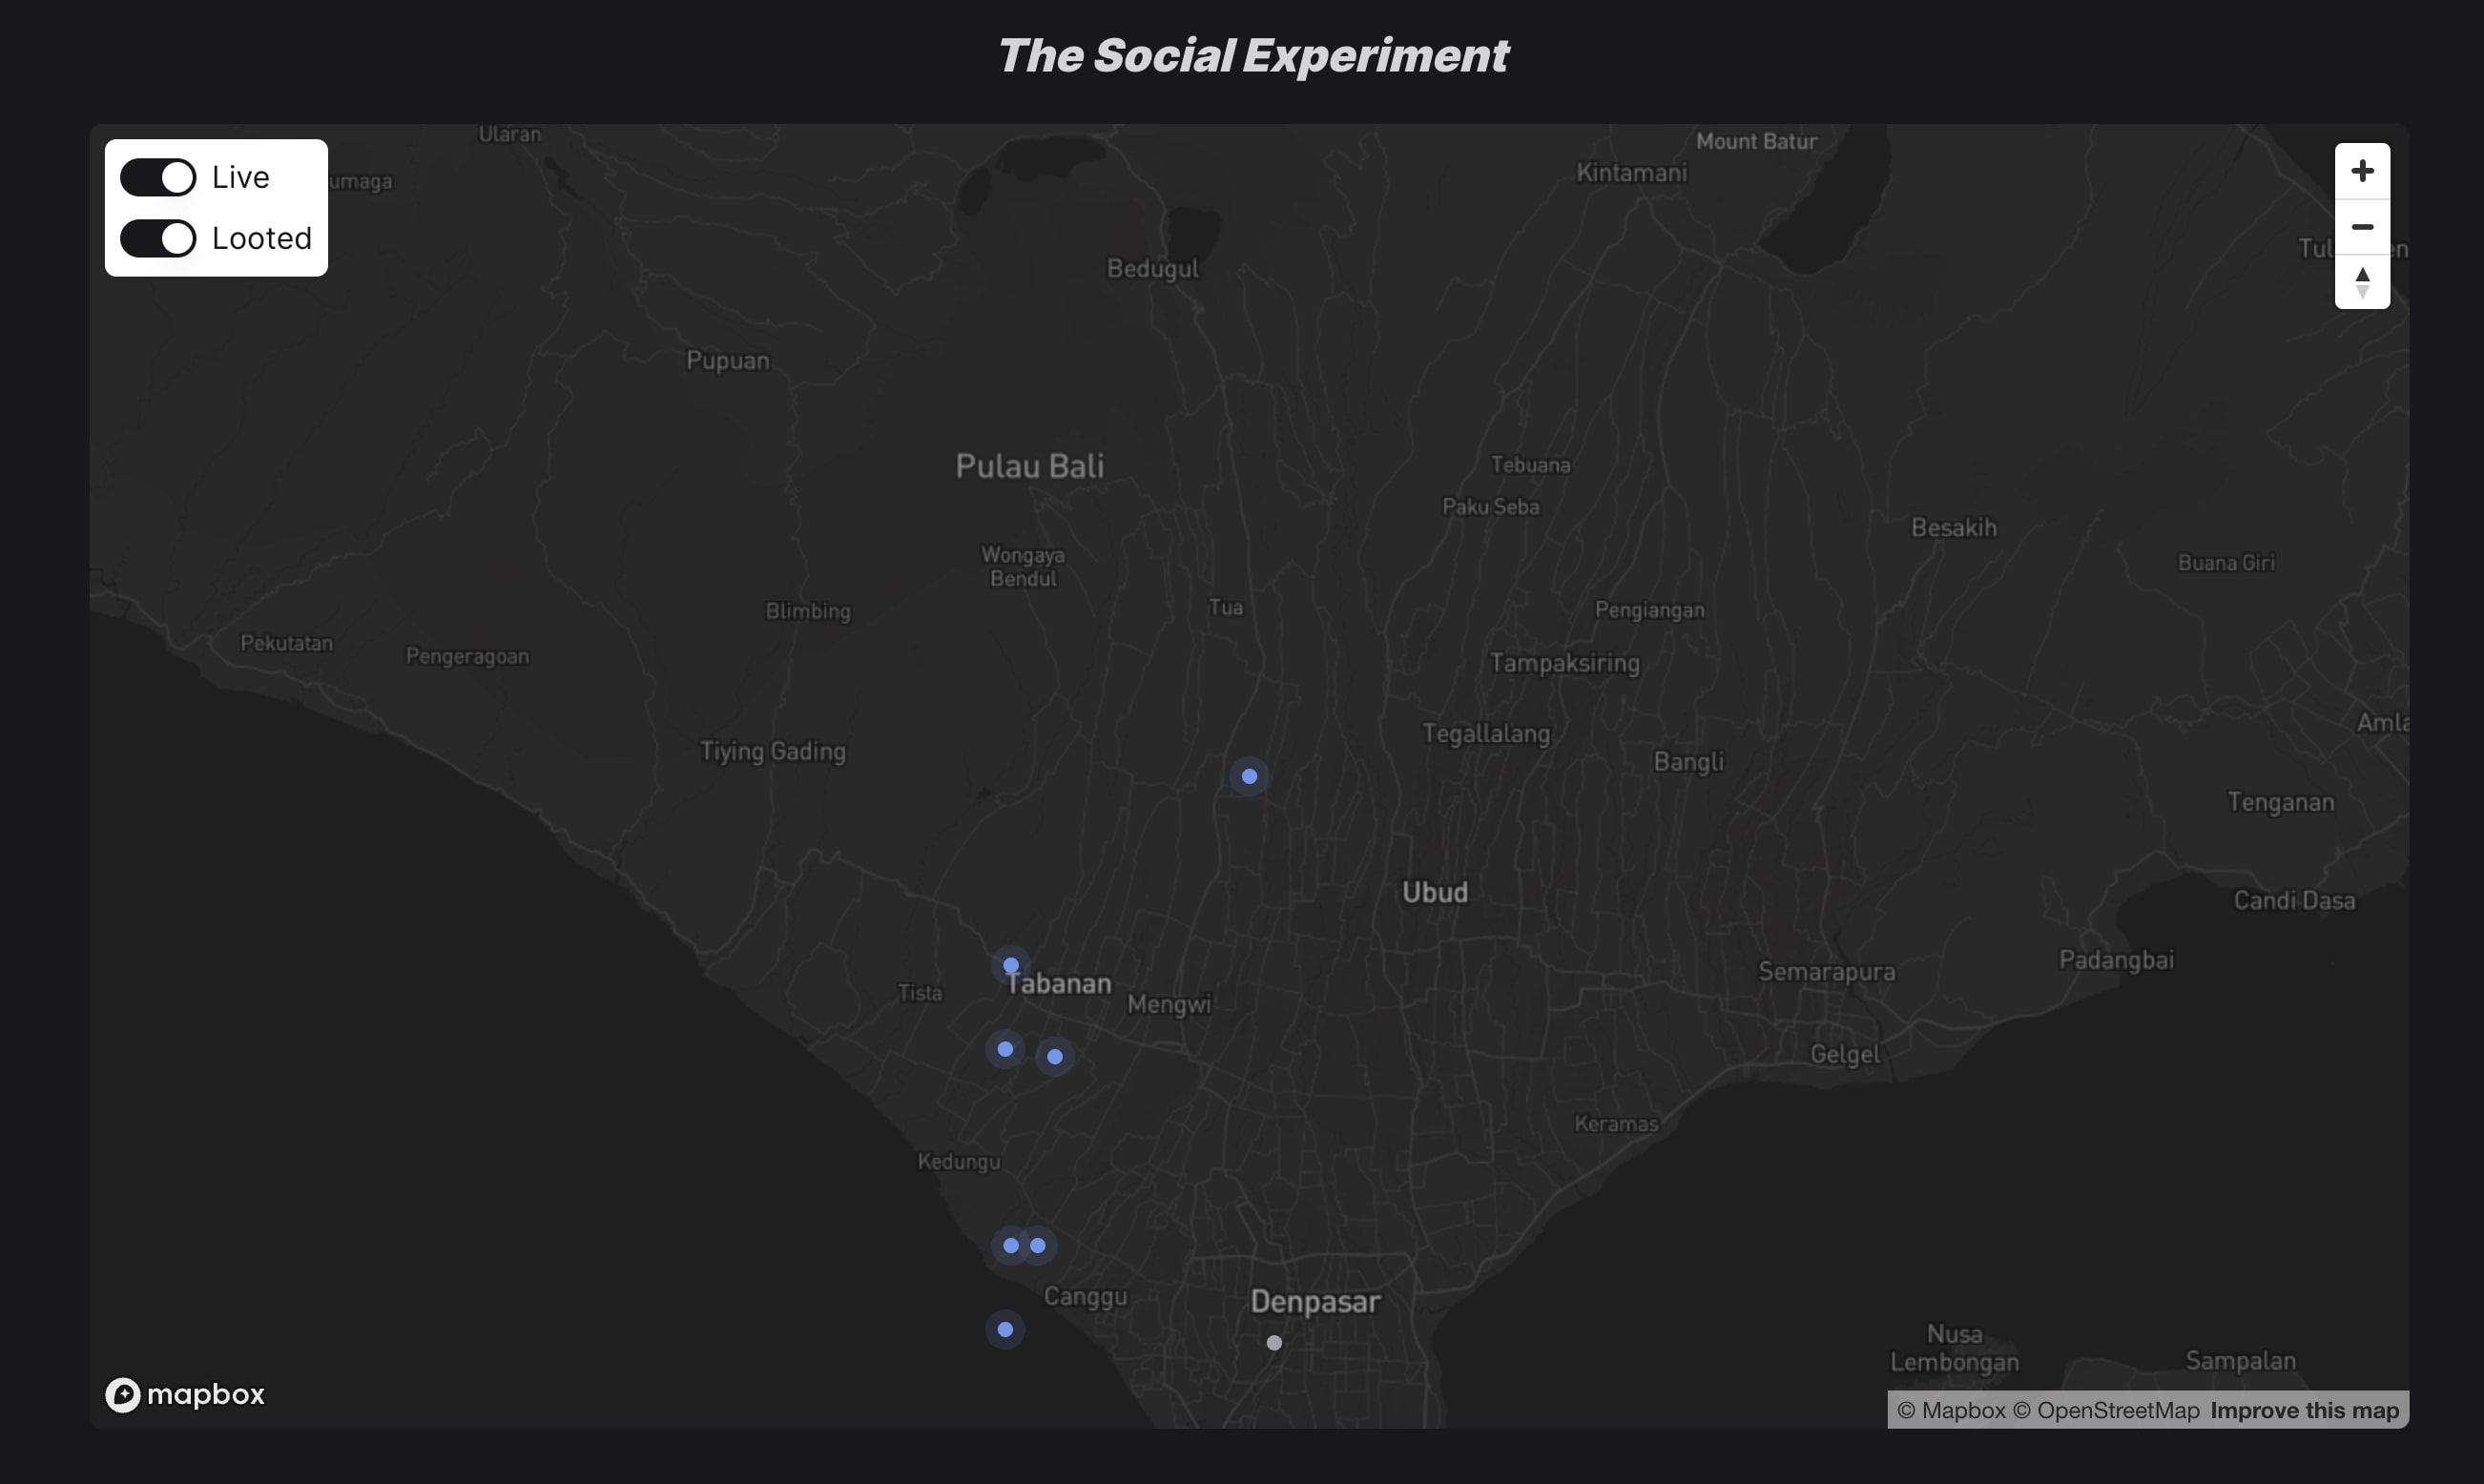 The Social Experiment
Live
Looted
Ularan
umaga
Mount Batur
Kintamani
Tul
en
Bedugul
Pupuan
Pulau Bali
Tebuana
Paku Seba
Besakih
Wongaya
Bendul
Buana Giri
Tua
Blimbing
Pengiangan
Pekutatan
Pengeragoan
Tampaksiring
Amla
Tegallalang
Tiying Gading
Bangli
Tenganan
Ubud
Candi Dasa
Padangbai
Semarapura
Tabanan
Tista
Mengwi
Gelgel
Keramas
Kedungu
Canggu
Denpasar
Nusa
Lembongan
Sampalan
mapbox
© Mapbox © OpenStreetMap Improve this map